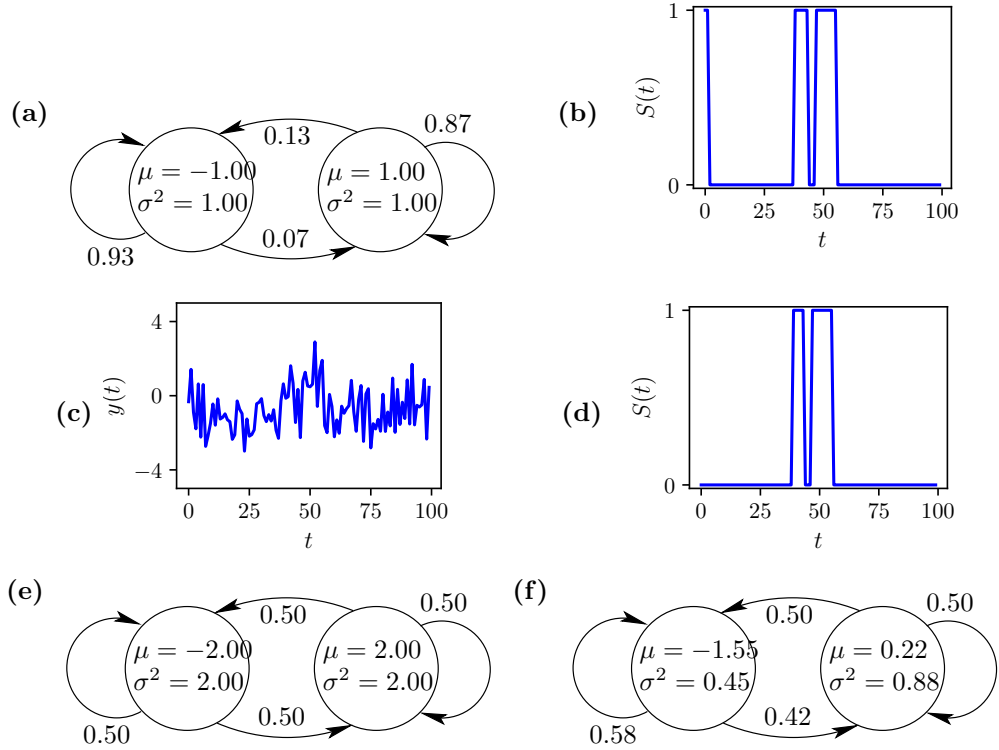 (a)
0.13
0.87
μ = −1.00
σ² = 1.00
μ = 1.00
σ² = 1.00
0.93
0.07
(b)
S(t)
1
0
0 25 50 75 100
t
(c)
y(t)
4
0
−4
0 25 50 75 100
t
(d)
S(t)
1
0
0 25 50 75 100
t
(e)
0.50
0.50
μ = −2.00
σ² = 2.00
μ = 2.00
σ² = 2.00
0.50
0.50
(f)
0.50
0.50
μ = −1.55
σ² = 0.45
μ = 0.22
σ² = 0.88
0.58
0.42